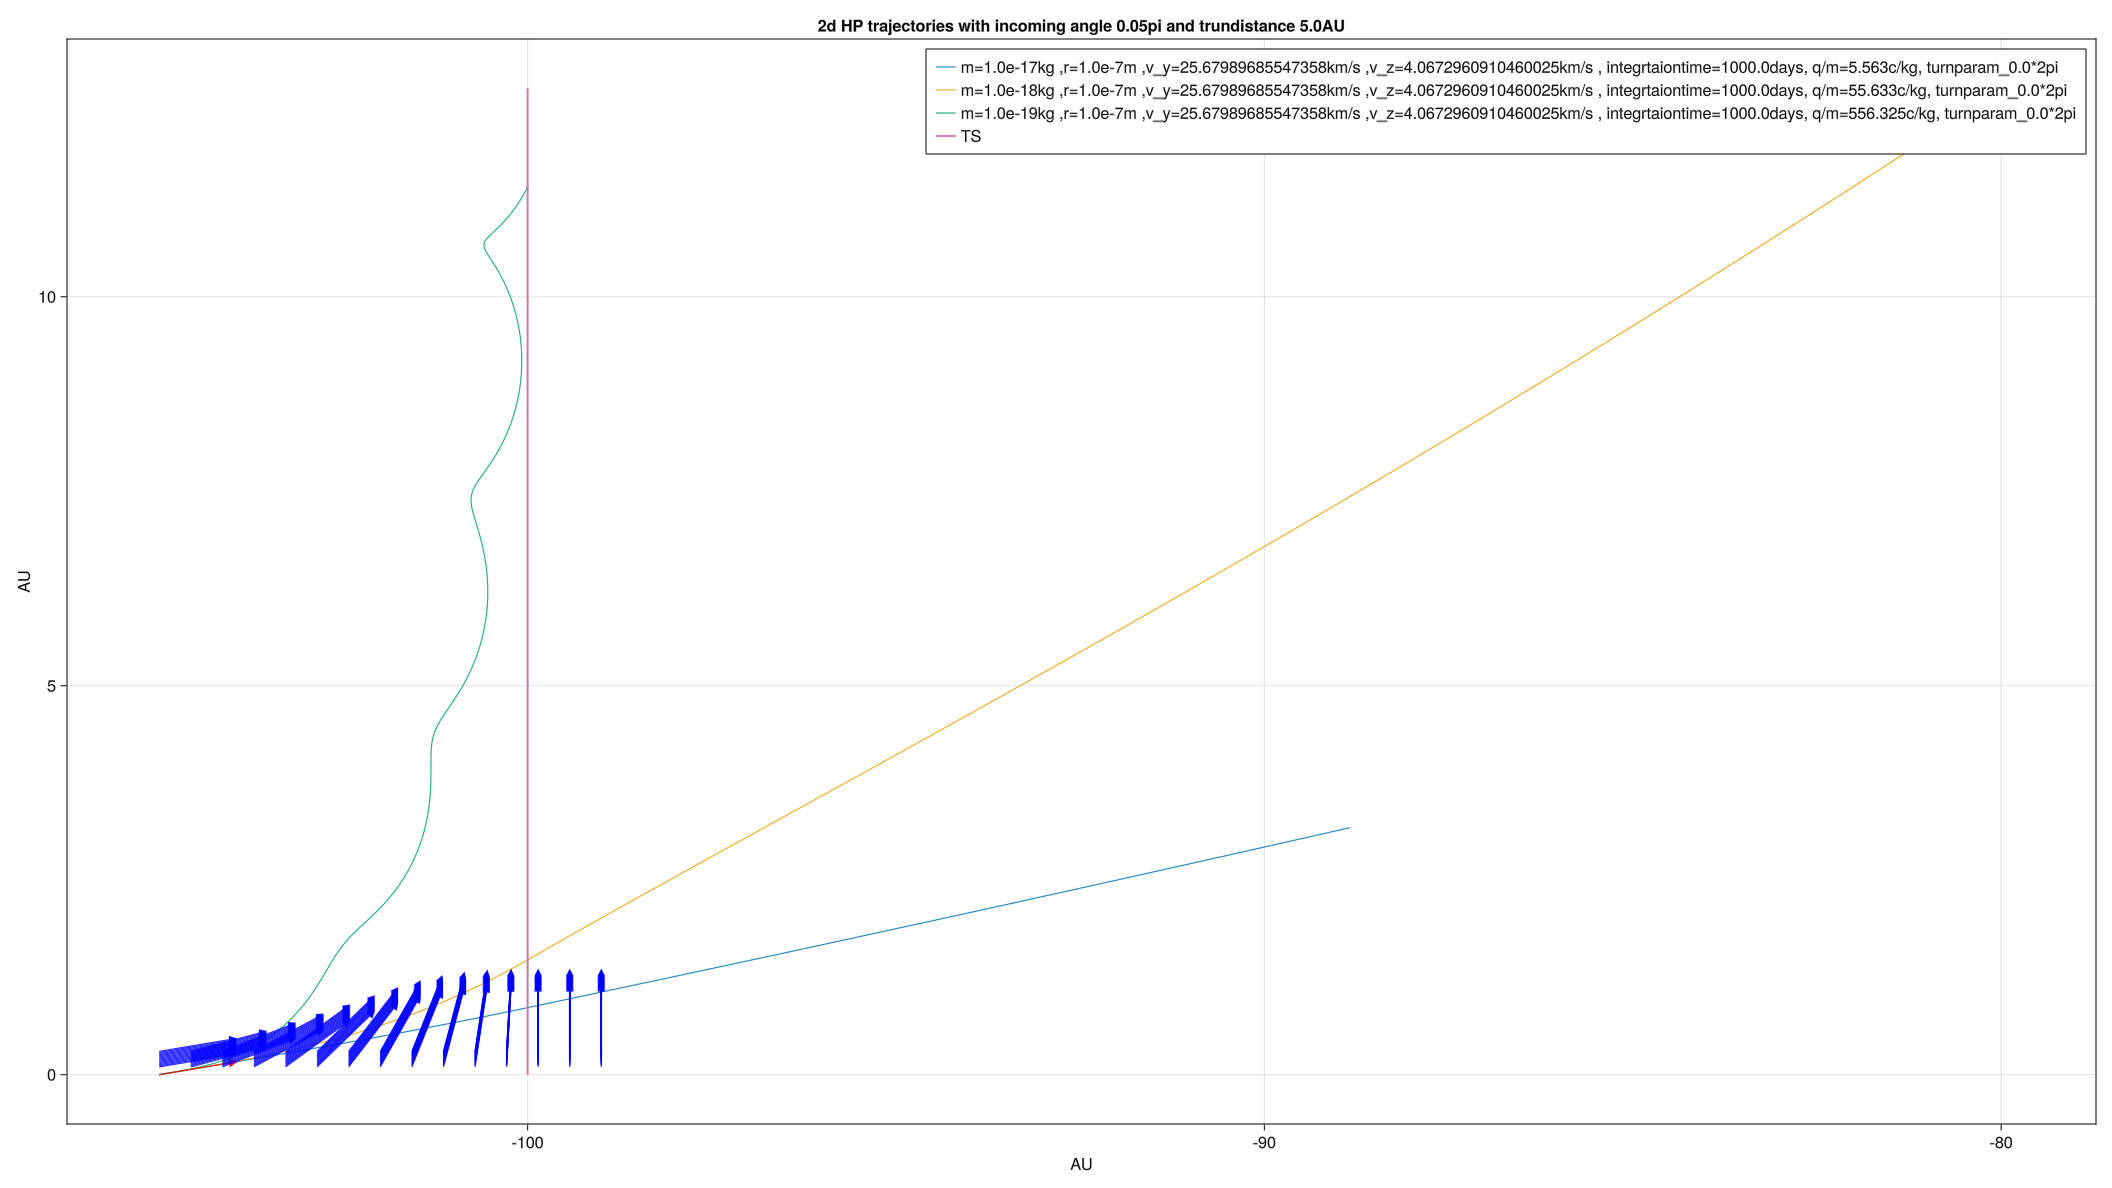 2d HP trajectories with incoming angle 0.05pi and trundistance 5.0AU
m=1.0e-17kg ,r=1.0e-7m ,v_y=25.67989685547358km/s ,v_z=4.0672960910460025km/s , integrtaiontime=1000.0days, q/m=5.563c/kg, turnparam_0.0*2pi
m=1.0e-18kg ,r=1.0e-7m ,v_y=25.67989685547358km/s ,v_z=4.0672960910460025km/s , integrtaiontime=1000.0days, q/m=55.633c/kg, turnparam_0.0*2pi
m=1.0e-19kg ,r=1.0e-7m ,v_y=25.67989685547358km/s ,v_z=4.0672960910460025km/s , integrtaiontime=1000.0days, q/m=556.325c/kg, turnparam_0.0*2pi
TS
10
5
0
AU
-100
-90
-80
AU